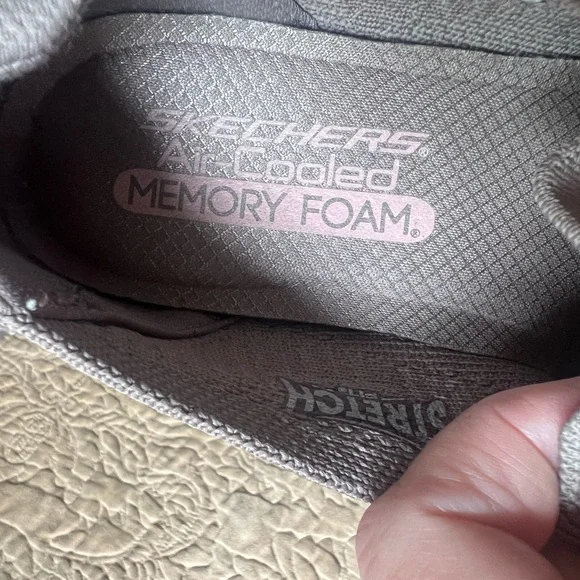 SKECHERS®
Air-Cooled
MEMORY FOAM®
STRETCH